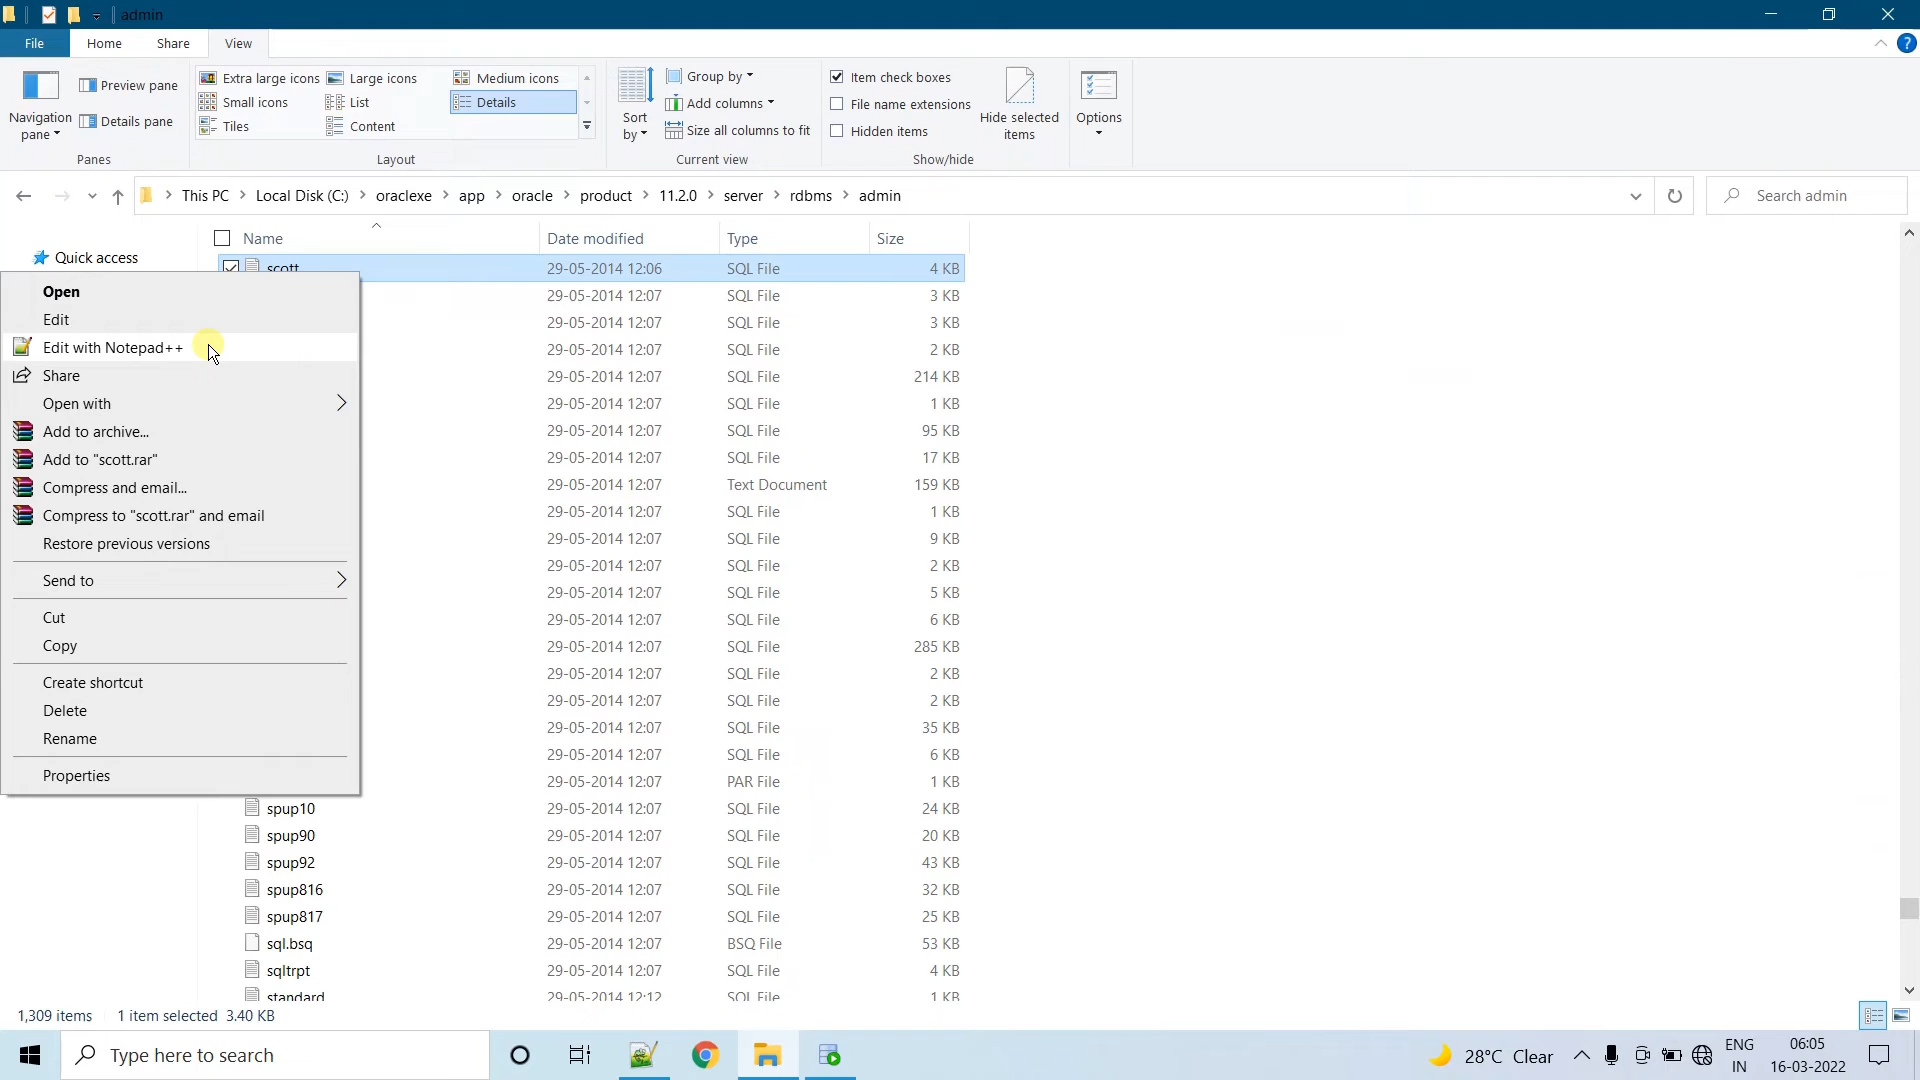 admin
File Home Share View
Navigation pane Preview pane Details pane
Panes
Extra large icons Large icons Medium icons
Small icons List Details
Tiles Content
Layout
Sort by Group by Add columns Size all columns to fit
Current view
Item check boxes
File name extensions
Hidden items
Hide selected items
Show/hide
Options
This PC Local Disk (C:) oraclexe app oracle product 11.2.0 server rdbms admin
Search admin
Quick access
Name Date modified Type Size
scott 29-05-2014 12:06 SQL File 4 KB
29-05-2014 12:07 SQL File 3 KB
29-05-2014 12:07 SQL File 3 KB
29-05-2014 12:07 SQL File 2 KB
29-05-2014 12:07 SQL File 214 KB
29-05-2014 12:07 SQL File 1 KB
29-05-2014 12:07 SQL File 95 KB
29-05-2014 12:07 SQL File 17 KB
29-05-2014 12:07 Text Document 159 KB
29-05-2014 12:07 SQL File 1 KB
29-05-2014 12:07 SQL File 9 KB
29-05-2014 12:07 SQL File 2 KB
29-05-2014 12:07 SQL File 5 KB
29-05-2014 12:07 SQL File 6 KB
29-05-2014 12:07 SQL File 285 KB
29-05-2014 12:07 SQL File 2 KB
29-05-2014 12:07 SQL File 2 KB
29-05-2014 12:07 SQL File 35 KB
29-05-2014 12:07 SQL File 6 KB
29-05-2014 12:07 PAR File 1 KB
spup10 29-05-2014 12:07 SQL File 24 KB
spup90 29-05-2014 12:07 SQL File 20 KB
spup92 29-05-2014 12:07 SQL File 43 KB
spup816 29-05-2014 12:07 SQL File 32 KB
spup817 29-05-2014 12:07 SQL File 25 KB
sql.bsq 29-05-2014 12:07 BSQ File 53 KB
sqltrpt 29-05-2014 12:07 SQL File 4 KB
standard 29-05-2014 12:12 SQL File 1 KB
Open
Edit
Edit with Notepad++
Share
Open with
Add to archive...
Add to "scott.rar"
Compress and email...
Compress to "scott.rar" and email
Restore previous versions
Send to
Cut
Copy
Create shortcut
Delete
Rename
Properties
1,309 items 1 item selected 3.40 KB
Type here to search
28°C Clear
ENG
IN
06:05
16-03-2022